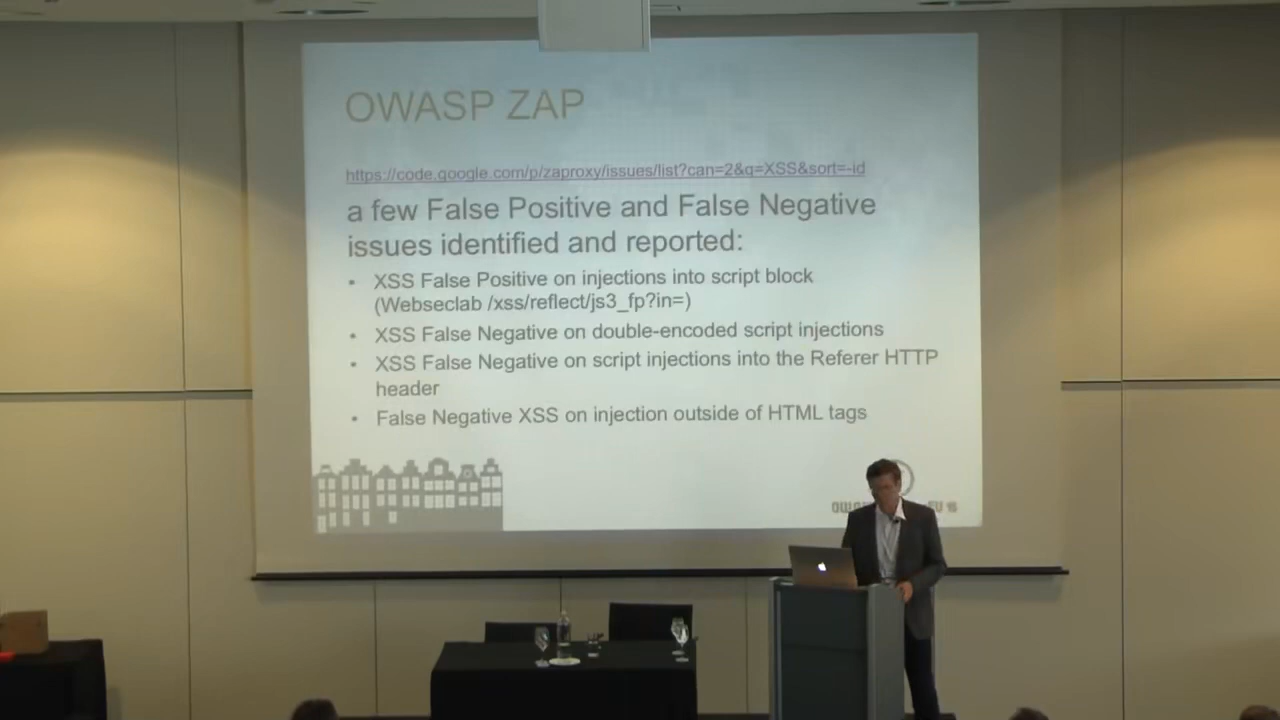 OWASP ZAP
https://code.google.com/p/zaproxy/issues/list?can=2&q=XSS&sort=-id
a few False Positive and False Negative
issues identified and reported:
• XSS False Positive on injections into script block
(Webseclab /xss/reflect/js3_fp?in=)
• XSS False Negative on double-encoded script injections
• XSS False Negative on script injections into the Referer HTTP
header
• False Negative XSS on injection outside of HTML tags